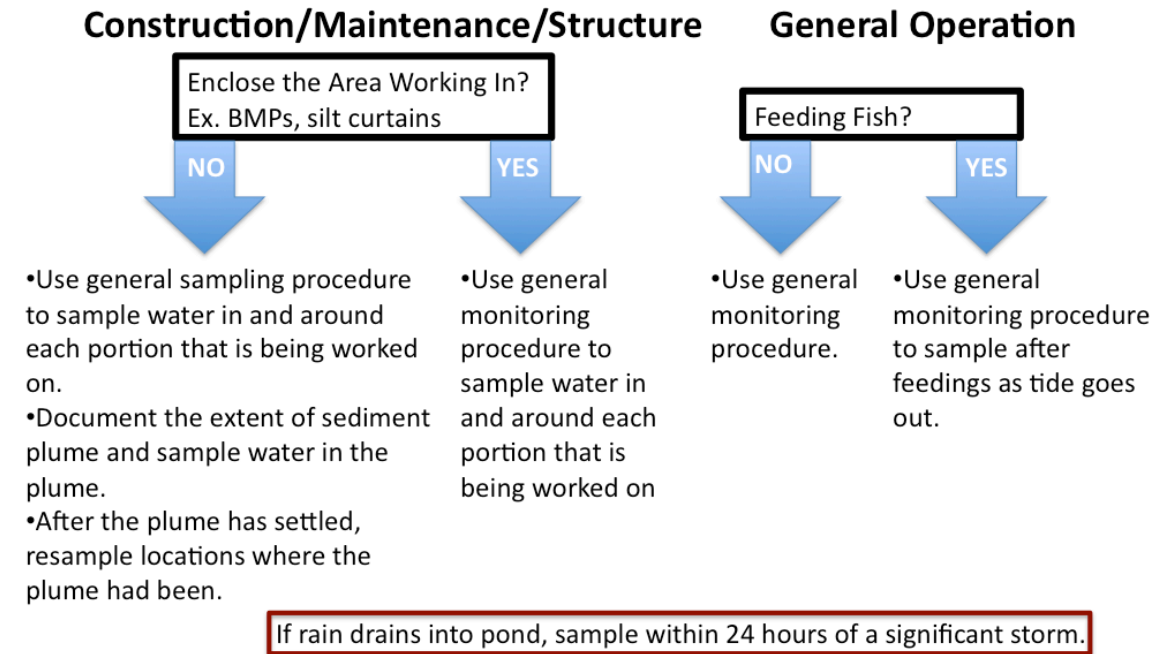 Construction/Maintenance/Structure
Enclose the Area Working In?
Ex. BMPs, silt curtains
NO
YES
•Use general sampling procedure
to sample water in and around
each portion that is being worked
on.
•Document the extent of sediment
plume and sample water in the
plume.
•After the plume has settled,
resample locations where the
plume had been.
•Use general
monitoring
procedure to
sample water in
and around each
portion that is
being worked on
General Operation
Feeding Fish?
NO
YES
•Use general
monitoring
procedure.
•Use general
monitoring procedure
to sample after
feedings as tide goes
out.
If rain drains into pond, sample within 24 hours of a significant storm.